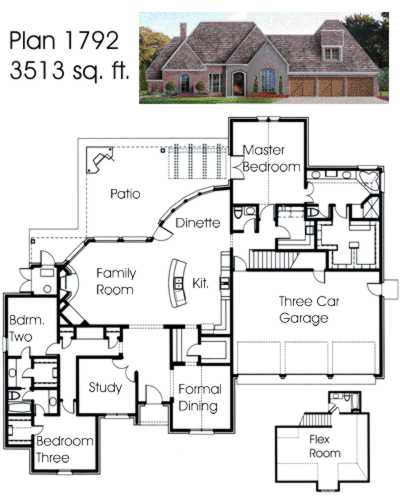 Plan 1792
3513 sq. ft.
Master
Bedroom
Patio
Dinette
Family
Room
Kit.
Three Car
Garage
Bdrm.
Two
Study
Formal
Dining
Bedroom
Three
Flex
Room